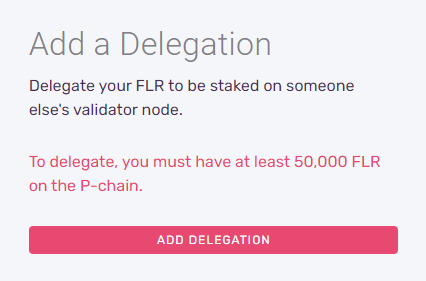 Add a Delegation
Delegate your FLR to be staked on someone
else's validator node.
To delegate, you must have at least 50,000 FLR
on the P-chain.
ADD DELEGATION